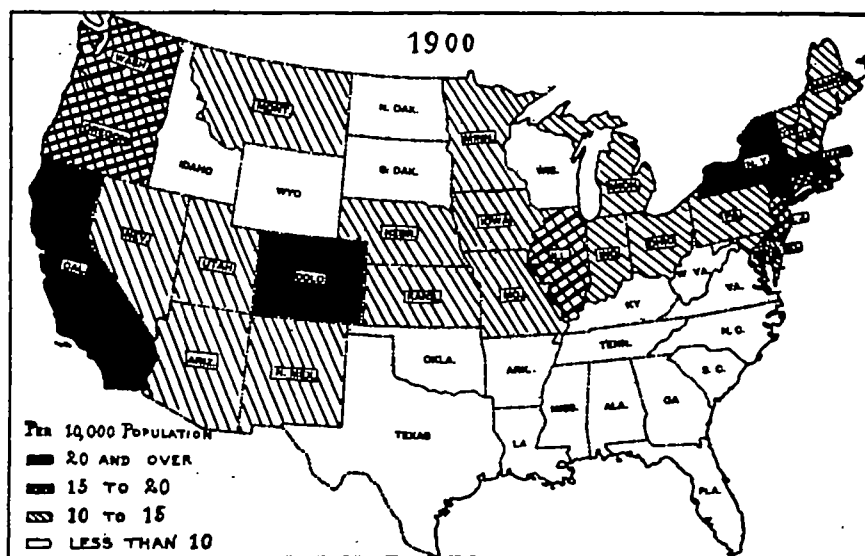 1900
WASH
MONT
N. DAK.
MINN
IDAHO
S. DAK.
WIS.
MICH
N.Y.
WYO
NEBR
IOWA
PA
NEV
UTAH
COLO
ILL
IND
OHIO
CAL.
KANS
MO.
KY
W VA.
VA.
ARIZ.
N. MEX.
OKLA.
ARK.
TENN.
N. C.
S. C.
TEXAS
LA
MISS.
ALA.
GA
FLA.
PER 10,000 POPULATION
20 AND OVER
15 TO 20
10 TO 15
LESS THAN 10